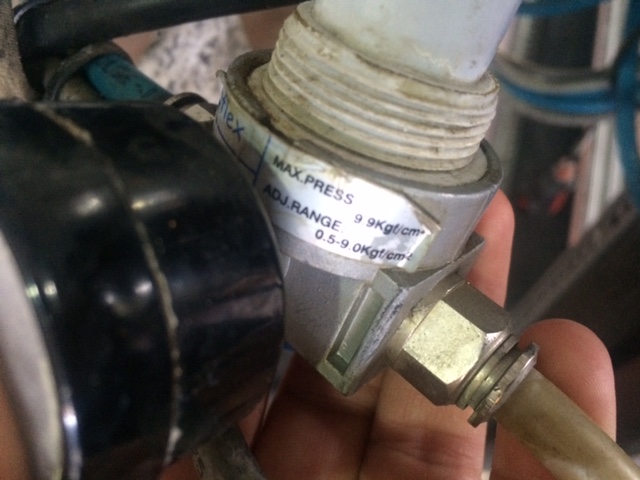 MAX.PRESS
9.9Kgf/cm²
ADJ.RANGE
0.5-9.0Kgf/cm²